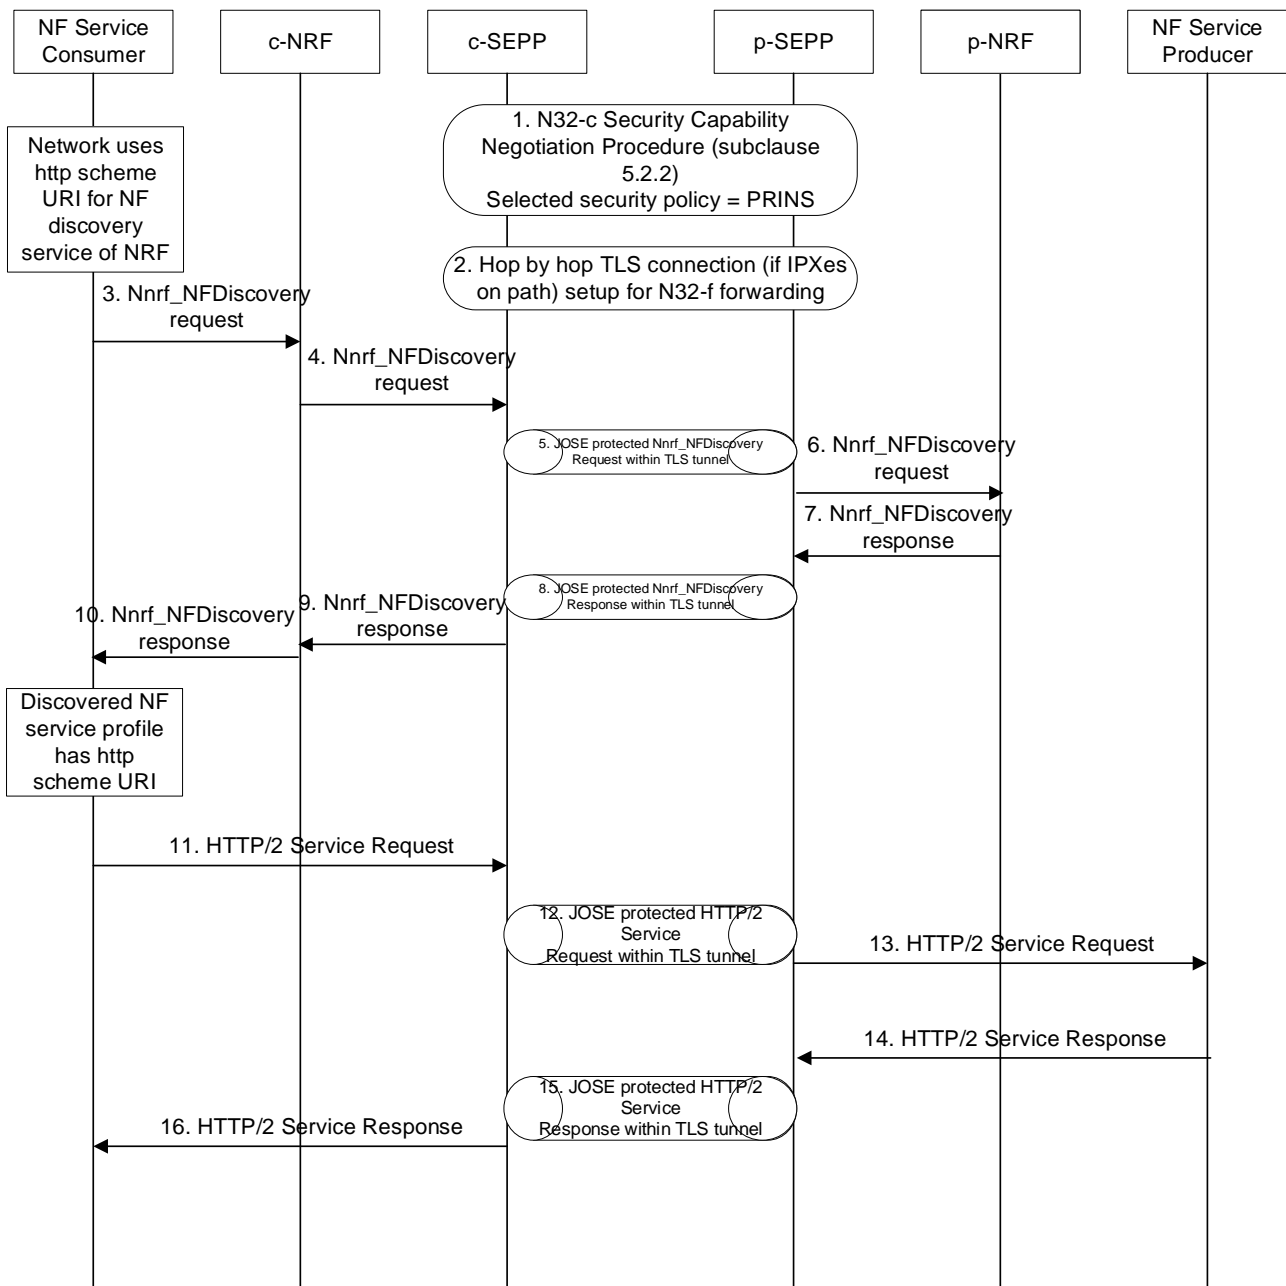 NF Service
Consumer
c-NRF
c-SEPP
p-SEPP
p-NRF
NF Service
Producer
1. N32-c Security Capability
Negotiation Procedure (subclause
5.2.2)
Selected security policy = PRINS
Network uses
http scheme
URI for NF
discovery
service of NRF
2. Hop by hop TLS connection (if IPXes
on path) setup for N32-f forwarding
3. Nnrf_NFDiscovery
request
4. Nnrf_NFDiscovery
request
5. JOSE protected Nnrf_NFDiscovery
Request within TLS tunnel
6. Nnrf_NFDiscovery
request
7. Nnrf_NFDiscovery
response
8. JOSE protected Nnrf_NFDiscovery
Response within TLS tunnel
9. Nnrf_NFDiscovery
response
10. Nnrf_NFDiscovery
response
Discovered NF
service profile
has http
scheme URI
11. HTTP/2 Service Request
12. JOSE protected HTTP/2
Service
Request within TLS tunnel
13. HTTP/2 Service Request
14. HTTP/2 Service Response
15. JOSE protected HTTP/2
Service
Response within TLS tunnel
16. HTTP/2 Service Response